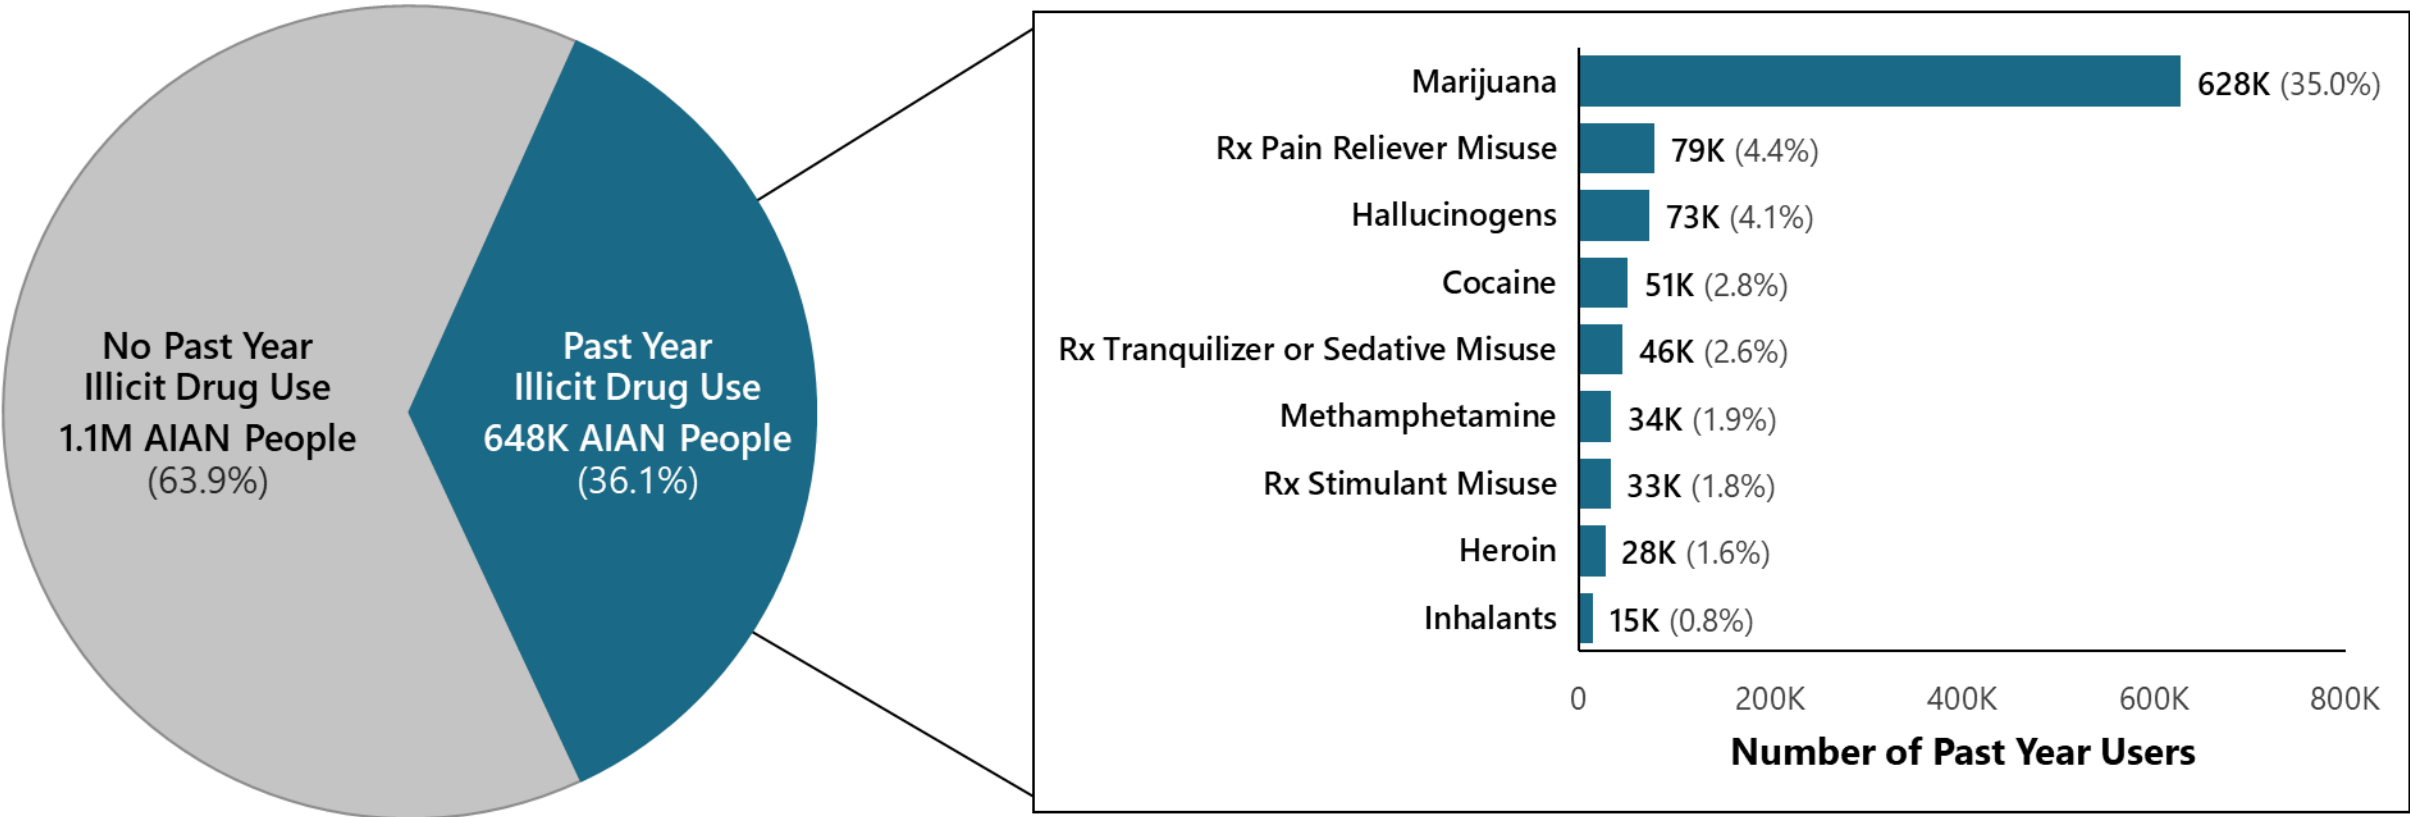 No Past Year
Illicit Drug Use
1.1M AIAN People
(63.9%)
Past Year
Illicit Drug Use
648K AIAN People
(36.1%)
Marijuana 628K (35.0%)
Rx Pain Reliever Misuse 79K (4.4%)
Hallucinogens 73K (4.1%)
Cocaine 51K (2.8%)
Rx Tranquilizer or Sedative Misuse 46K (2.6%)
Methamphetamine 34K (1.9%)
Rx Stimulant Misuse 33K (1.8%)
Heroin 28K (1.6%)
Inhalants 15K (0.8%)
0 200K 400K 600K 800K
Number of Past Year Users